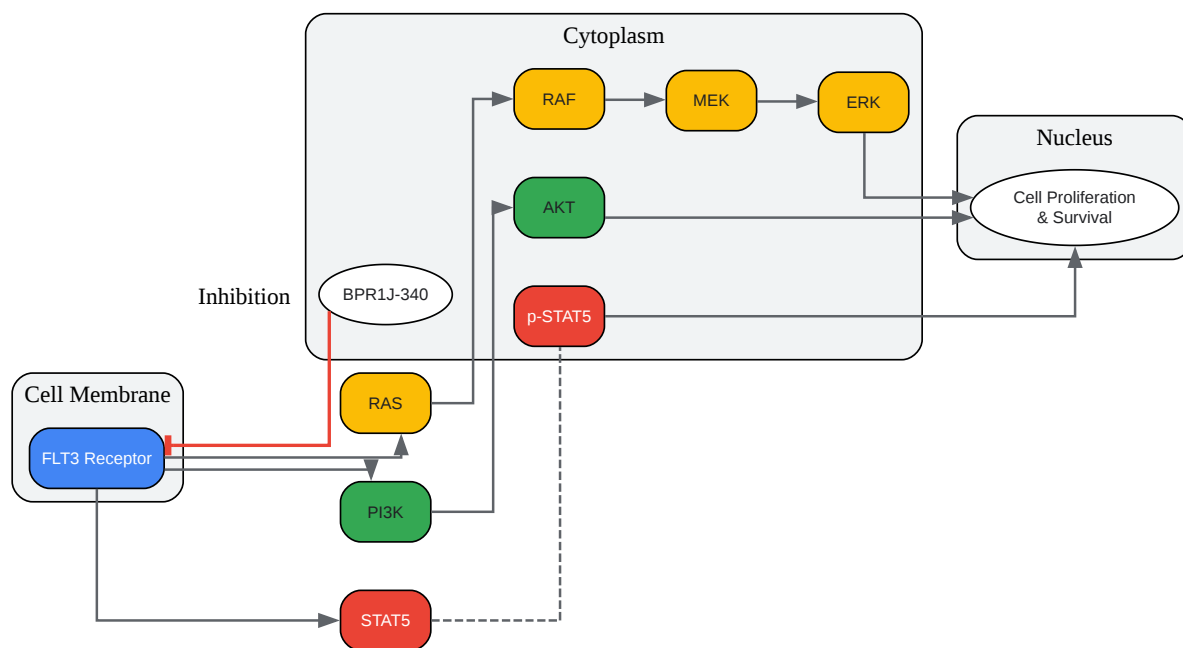 Cytoplasm
RAF
MEK
ERK
Nucleus
Cell Proliferation
& Survival
AKT
Inhibition
BPR1J-340
p-STAT5
Cell Membrane
RAS
FLT3 Receptor
PI3K
STAT5